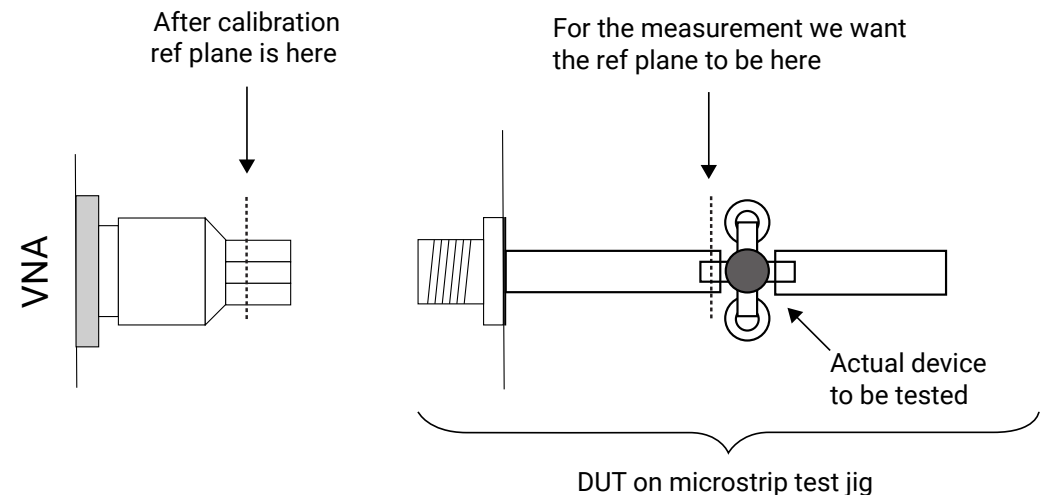 After calibration
ref plane is here
For the measurement we want
the ref plane to be here
VNA
Actual device
to be tested
DUT on microstrip test jig